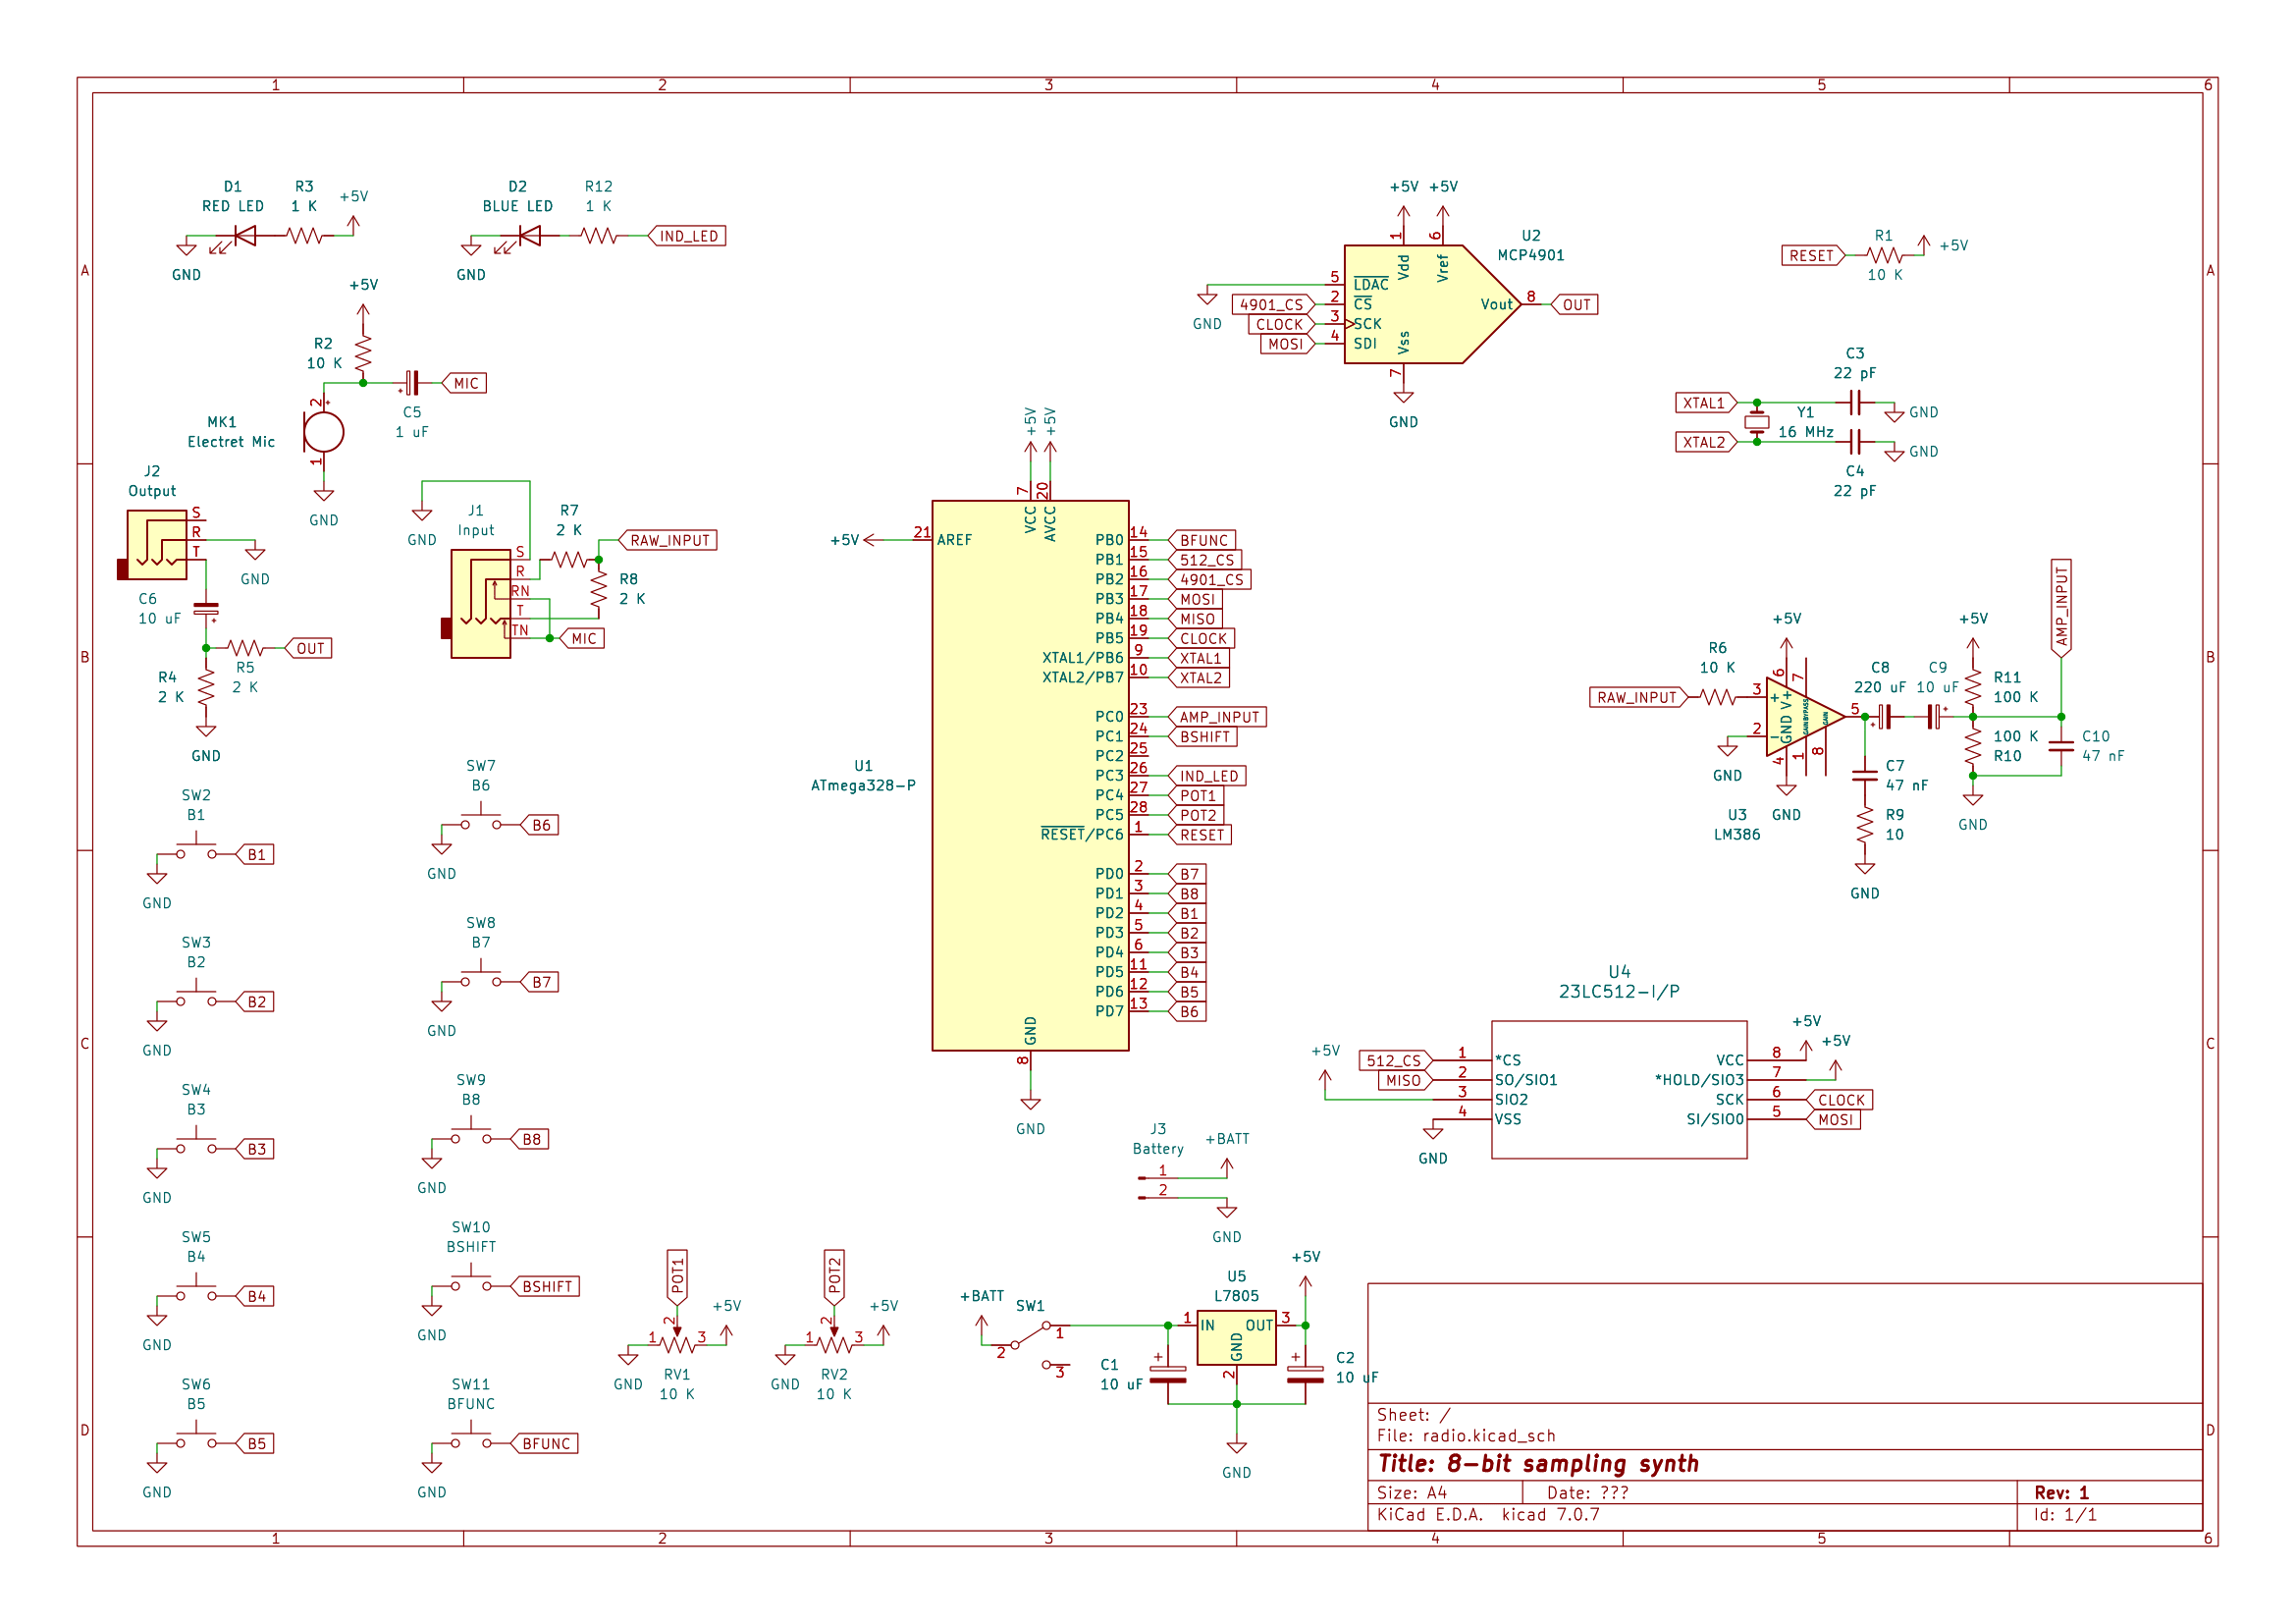 1 2 3 4 5 6
A
B
C
D
D1
RED LED
R3
1 K
+5V
GND
D2
BLUE LED
R12
1 K
IND_LED
GND
+5V
R2
10 K
MIC
C5
1 uF
2
MK1
Electret Mic
1
GND
J2
Output
S
R
T
GND
C6
10 uF
OUT
R5
2 K
R4
2 K
GND
J1
Input
GND
S
R
RN
T
TN
R7
2 K
RAW_INPUT
R8
2 K
MIC
SW2
B1
B1
GND
SW3
B2
B2
GND
SW4
B3
B3
GND
SW5
B4
B4
GND
SW6
B5
B5
GND
SW7
B6
B6
GND
SW8
B7
B7
GND
SW9
B8
B8
GND
SW10
BSHIFT
BSHIFT
GND
SW11
BFUNC
BFUNC
GND
POT1
2
1
3
+5V
GND
RV1
10 K
POT2
2
1
3
+5V
GND
RV2
10 K
U1
ATmega328-P
+5V
+5V
7
20
VCC
AVCC
+5V
21
AREF
PB0 14 BFUNC
PB1 15 512_CS
PB2 16 4901_CS
PB3 17 MOSI
PB4 18 MISO
PB5 19 CLOCK
XTAL1/PB6 9 XTAL1
XTAL2/PB7 10 XTAL2
PC0 23 AMP_INPUT
PC1 24 BSHIFT
PC2 25
PC3 26 IND_LED
PC4 27 POT1
PC5 28 POT2
RESET/PC6 1 RESET
PD0 2 B7
PD1 3 B8
PD2 4 B1
PD3 5 B2
PD4 6 B3
PD5 11 B4
PD6 12 B5
PD7 13 B6
GND
8
GND
+5V +5V
1
6
Vdd
Vref
U2
MCP4901
5 LDAC
4901_CS 2 CS
CLOCK 3 SCK
MOSI 4 SDI
Vss
7
GND
GND
Vout 8 OUT
RESET
R1
10 K
+5V
C3
22 pF
XTAL1
XTAL2
Y1
16 MHz
GND
GND
C4
22 pF
RAW_INPUT
R6
10 K
+5V
6
7
3
+
V+
2
-
GND
BYPASS
GAIN
GAIN
4
1
8
5
GND
GND
U3
LM386
C8
220 uF
C9
10 uF
C7
47 nF
R9
10
GND
+5V
R11
100 K
100 K
R10
GND
AMP_INPUT
C10
47 nF
U4
23LC512-I/P
+5V
512_CS 1 *CS
MISO 2 SO/SIO1
3 SIO2
4 VSS
GND
+5V
+5V
VCC 8
*HOLD/SIO3 7
SCK 6 CLOCK
SI/SIO0 5 MOSI
J3
Battery
1
2
+BATT
GND
+BATT
SW1
2
1
3
C1
10 uF
+
U5
L7805
1 IN
OUT 3
GND
2
GND
+5V
+
C2
10 uF
Sheet: /
File: radio.kicad_sch
Title: 8-bit sampling synth
Size: A4 Date: ??? Rev: 1
KiCad E.D.A. kicad 7.0.7 Id: 1/1
A
B
C
D
1 2 3 4 5 6